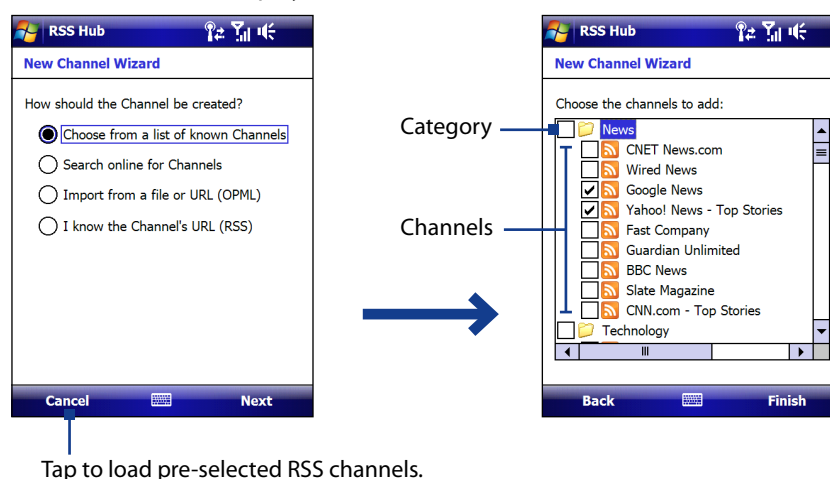 RSS Hub
New Channel Wizard
How should the Channel be created?
Choose from a list of known Channels
Search online for Channels
Import from a file or URL (OPML)
I know the Channel's URL (RSS)
Cancel
Next
Tap to load pre-selected RSS channels.
Category
Channels
RSS Hub
New Channel Wizard
Choose the channels to add:
News
CNET News.com
Wired News
Google News
Yahoo! News - Top Stories
Fast Company
Guardian Unlimited
BBC News
Slate Magazine
CNN.com - Top Stories
Technology
Back
Finish